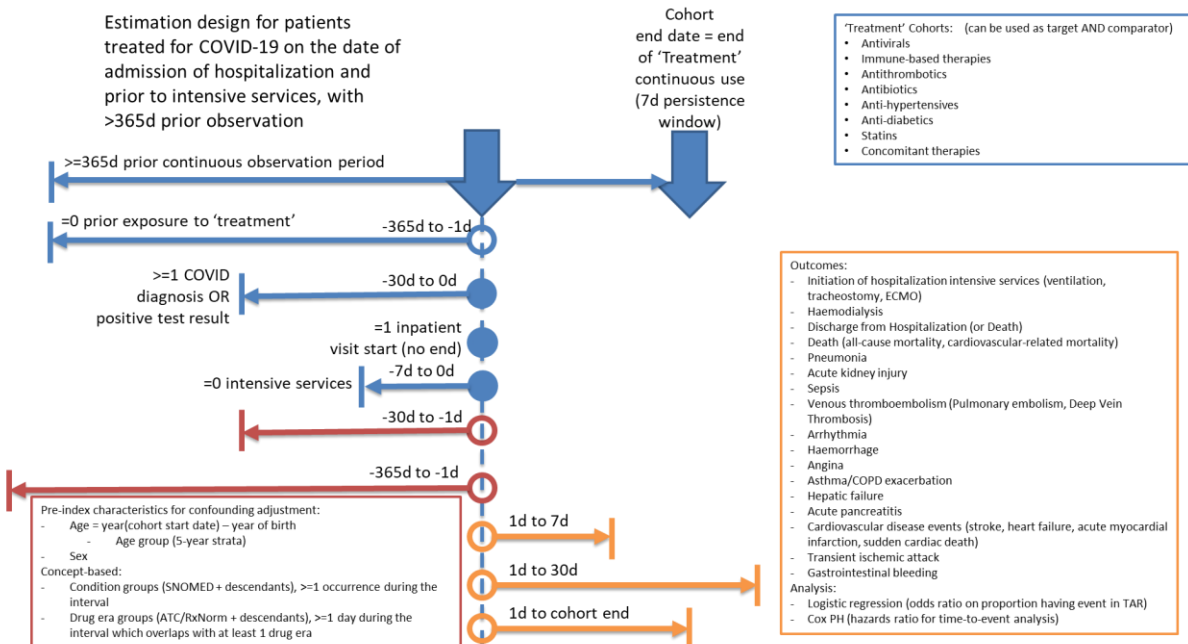 Estimation design for patients
treated for COVID-19 on the date of
admission of hospitalization and
prior to intensive services, with
>365d prior observation
Cohort
end date = end
of ‘Treatment’
continuous use
(7d persistence
window)
‘Treatment’ Cohorts: (can be used as target AND comparator)
• Antivirals
• Immune-based therapies
• Antithrombotics
• Antibiotics
• Anti-hypertensives
• Anti-diabetics
• Statins
• Concomitant therapies
>=365d prior continuous observation period
=0 prior exposure to ‘treatment’
-365d to -1d
>=1 COVID
diagnosis OR
positive test result
-30d to 0d
=1 inpatient
visit start (no end)
=0 intensive services
-7d to 0d
-30d to -1d
-365d to -1d
Pre-index characteristics for confounding adjustment:
- Age = year(cohort start date) – year of birth
- Age group (5-year strata)
- Sex
Concept-based:
- Condition groups (SNOMED + descendants), >=1 occurrence during the
interval
- Drug era groups (ATC/RxNorm + descendants), >=1 day during the
interval which overlaps with at least 1 drug era
1d to 7d
1d to 30d
1d to cohort end
Outcomes:
- Initiation of hospitalization intensive services (ventilation,
tracheostomy, ECMO)
- Haemodialysis
- Discharge from Hospitalization (or Death)
- Death (all-cause mortality, cardiovascular-related mortality)
- Pneumonia
- Acute kidney injury
- Sepsis
- Venous thromboembolism (Pulmonary embolism, Deep Vein
Thrombosis)
- Arrhythmia
- Haemorrhage
- Angina
- Asthma/COPD exacerbation
- Hepatic failure
- Acute pancreatitis
- Cardiovascular disease events (stroke, heart failure, acute myocardial
infarction, sudden cardiac death)
- Transient ischemic attack
- Gastrointestinal bleeding
Analysis:
- Logistic regression (odds ratio on proportion having event in TAR)
- Cox PH (hazards ratio for time-to-event analysis)